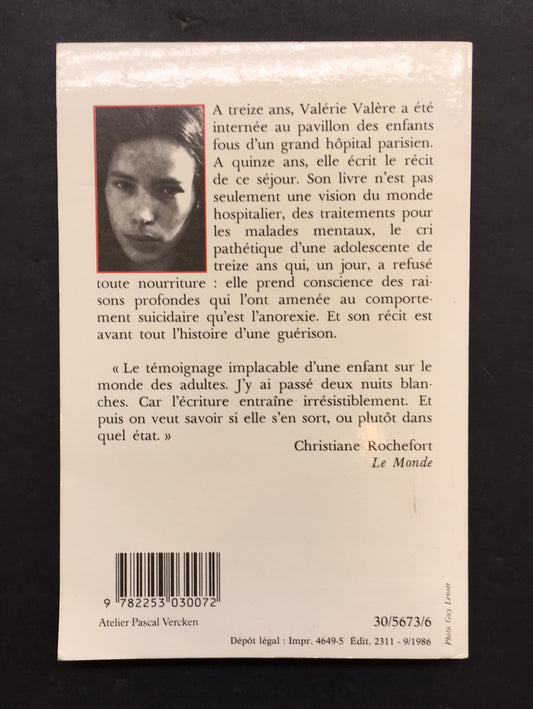 A treize ans, Valérie Valère a été
internée au pavillon des enfants
fous d'un grand hôpital parisien.
A quinze ans, elle écrit le récit
de ce séjour. Son livre n'est pas
seulement une vision du monde
hospitalier, des traitements pour
les malades mentaux, le cri
pathétique d'une adolescente de
treize ans qui, un jour, a refusé
toute nourriture : elle prend conscience des rai-
sons profondes qui l'ont amenée au comporte-
ment suicidaire qu'est l'anorexie. Et son récit est
avant tout l'histoire d'une guérison.
« Le témoignage implacable d'une enfant sur le
monde des adultes. J'y ai passé deux nuits blan-
ches. Car l'écriture entraîne irrésistiblement. Et
puis on veut savoir si elle s'en sort, ou plutôt dans
quel état. »
Christiane Rochefort
Le Monde
9 782253 030072
Atelier Pascal Vercken
30/5673/6
Dépôt légal : Impr. 4649-5 Édit. 2311 - 9/1986
Photo Guy Lenoir